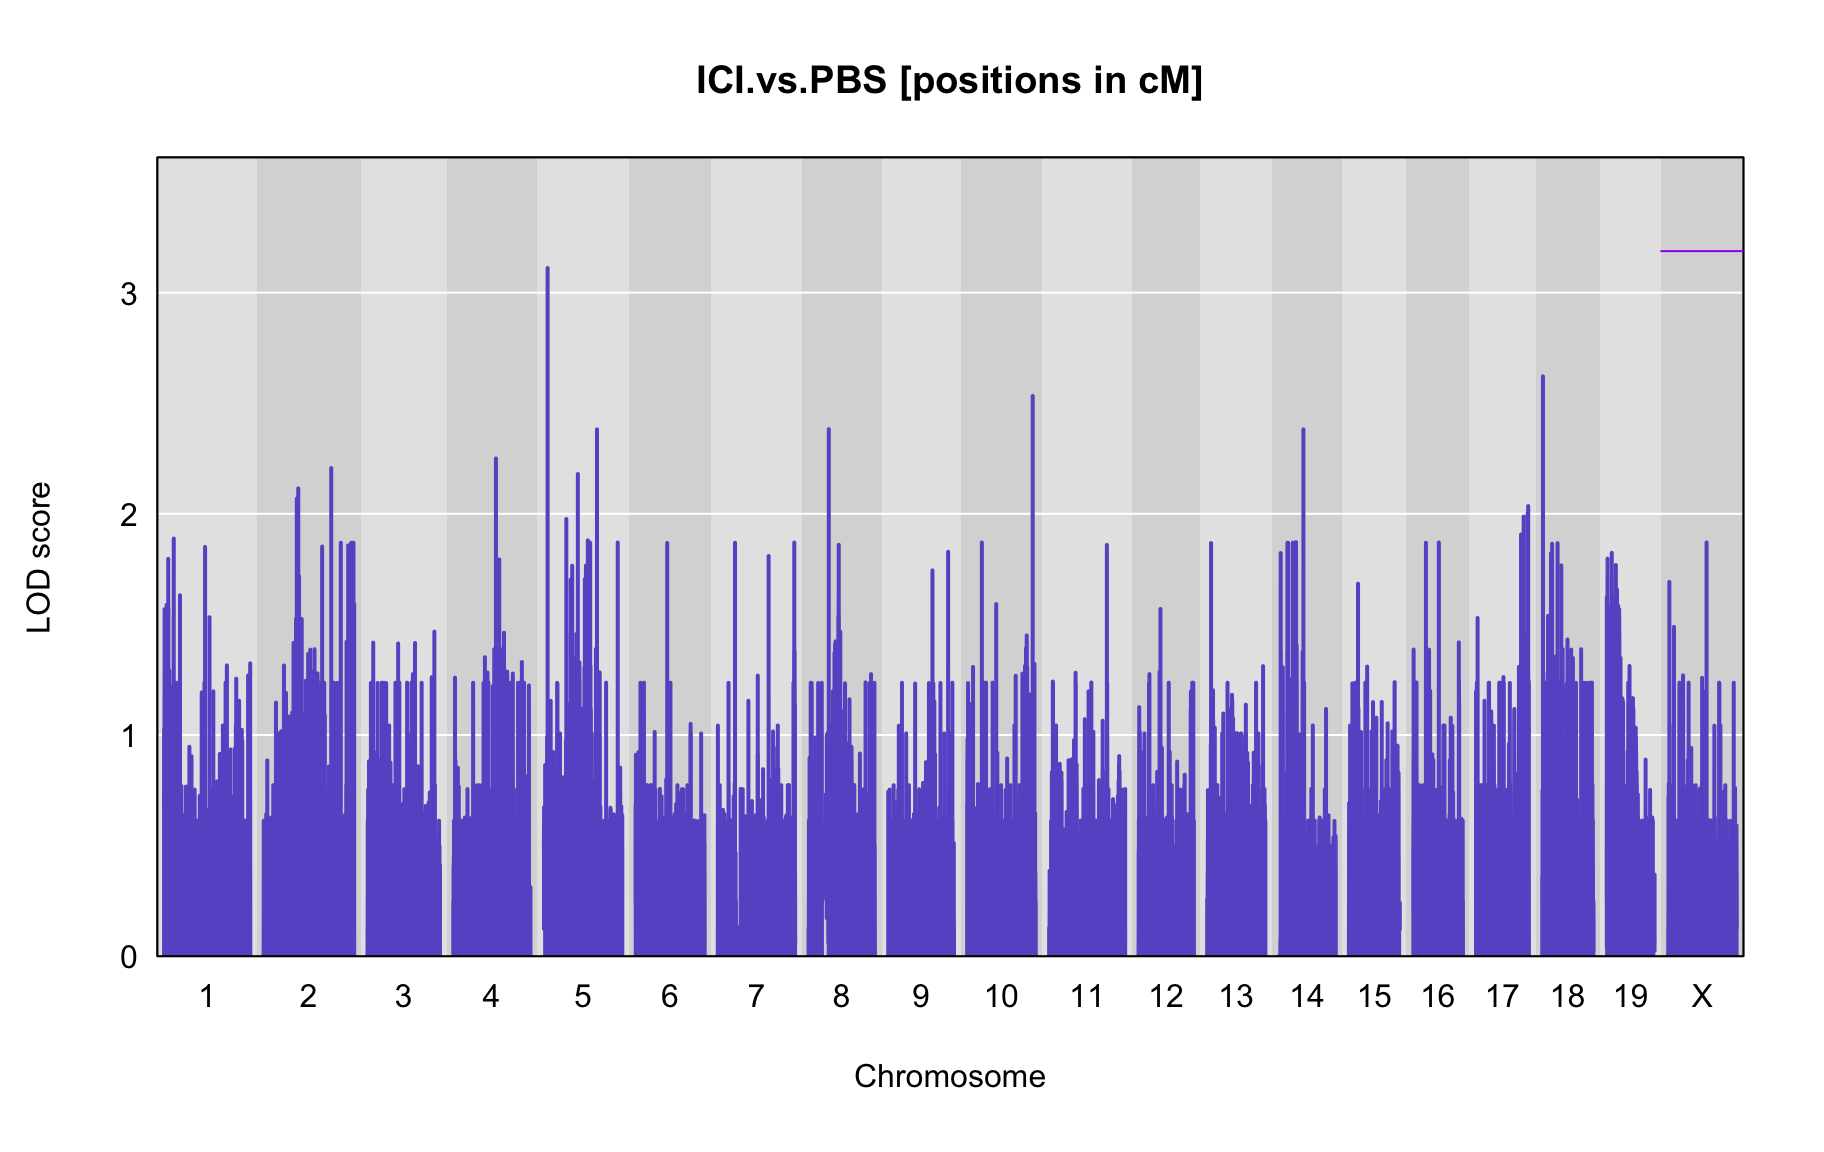 ICI.vs.PBS [positions in cM]
3
2
1
0
LOD score
1 2 3 4 5 6 7 8 9 10 11 12 13 14 15 16 17 18 19 X
Chromosome